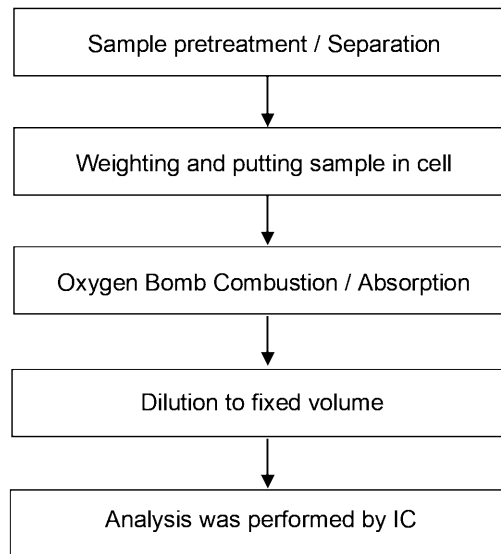 Sample pretreatment / Separation
Weighting and putting sample in cell
Oxygen Bomb Combustion / Absorption
Dilution to fixed volume
Analysis was performed by IC